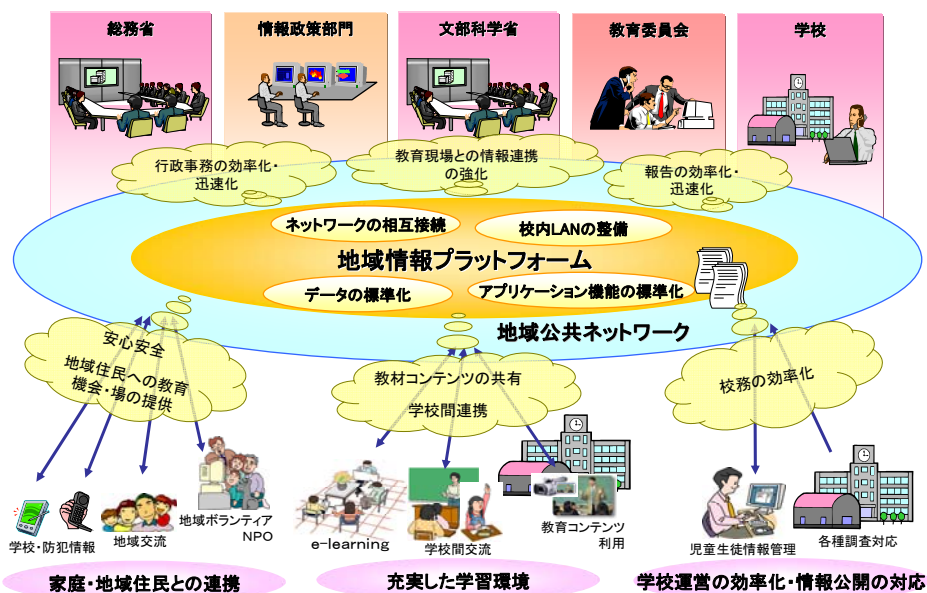 総務省
情報政策部門
文部科学省
教育委員会
学校
行政事務の効率化・
迅速化
教育現場との情報連携
の強化
報告の効率化・
迅速化
ネットワークの相互接続
校内LANの整備
地域情報プラットフォーム
データの標準化
アプリケーション機能の標準化
地域公共ネットワーク
安心安全
地域住民への教育
機会・場の提供
教材コンテンツの共有
学校間連携
校務の効率化
学校・防犯情報
地域交流
地域ボランティア
NPO
e-learning
学校間交流
教育コンテンツ
利用
児童生徒情報管理
各種調査対応
家庭・地域住民との連携
充実した学習環境
学校運営の効率化・情報公開の対応